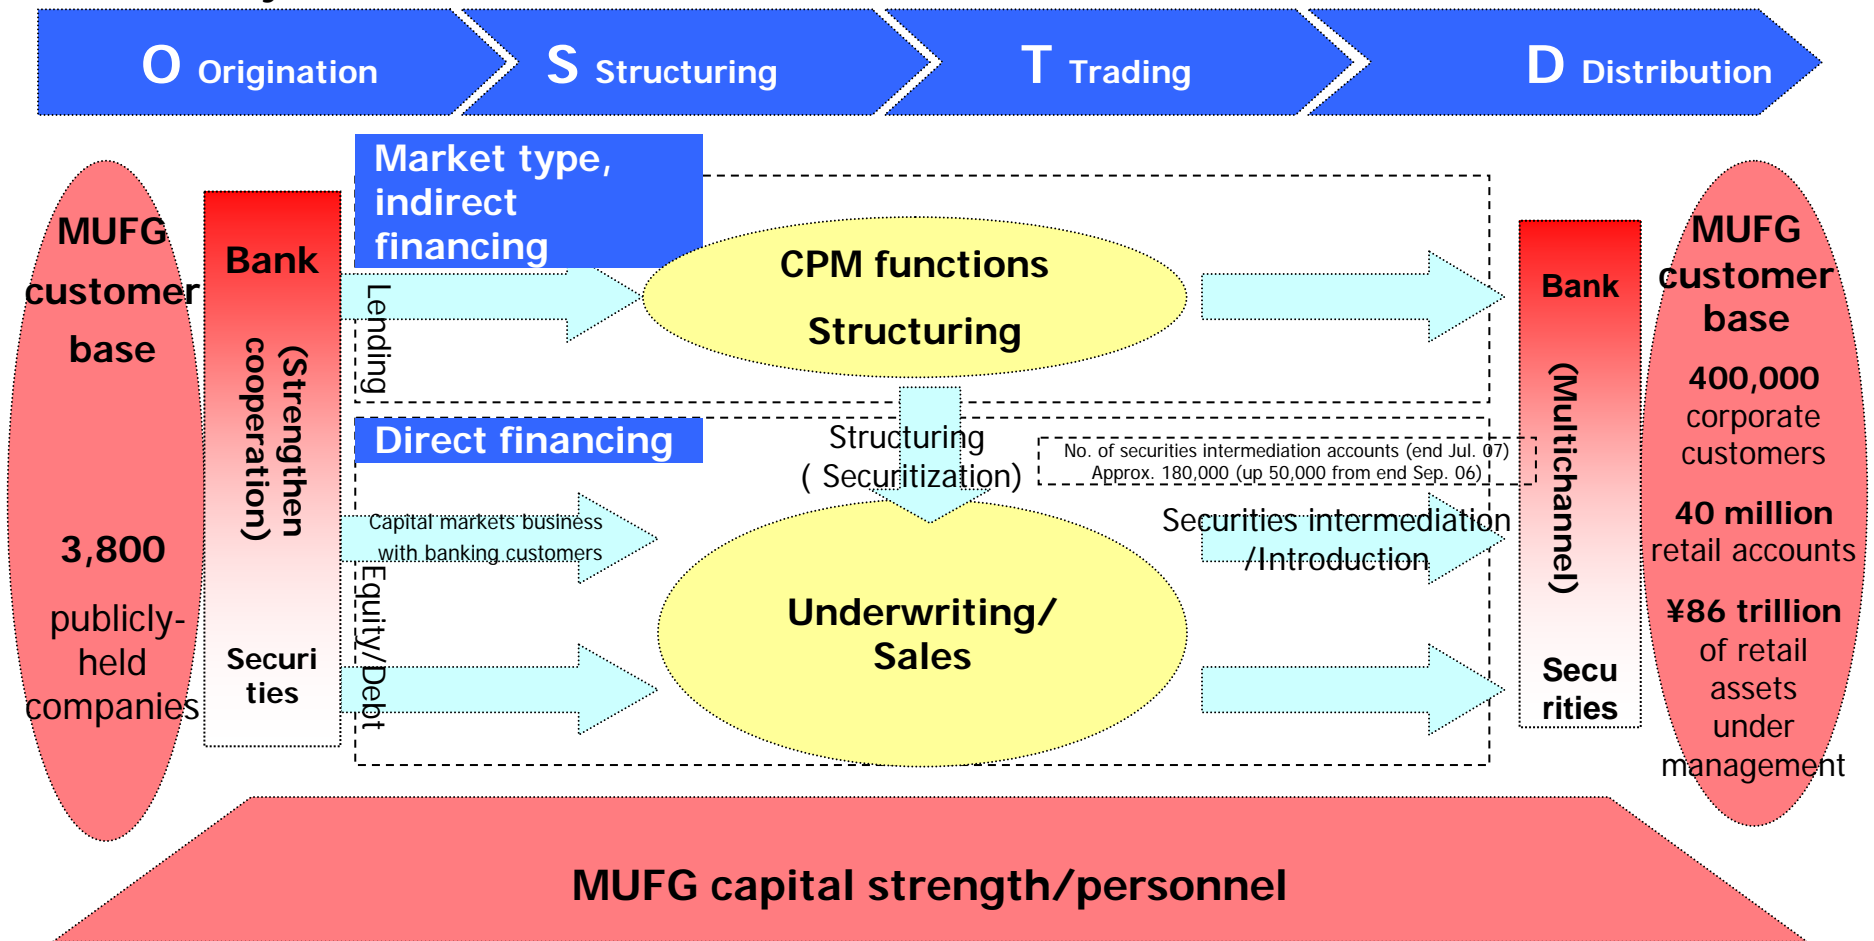 O Origination
S Structuring
T Trading
D Distribution
MUFG
customer
base
3,800
publicly-
held
companies
Bank
(Strengthen
cooperation)
Securi
ties
Market type,
indirect
financing
Lending
CPM functions
Structuring
Direct financing
Structuring
( Securitization)
No. of securities intermediation accounts (end Jul. 07)
Approx. 180,000 (up 50,000 from end Sep. 06)
Capital markets business
with banking customers
Equity/Debt
Underwriting/
Sales
Securities intermediation
/Introduction
Bank
(Multichannel)
Secu
rities
MUFG
customer
base
400,000
corporate
customers
40 million
retail accounts
¥86 trillion
of retail
assets
under
management
MUFG capital strength/personnel